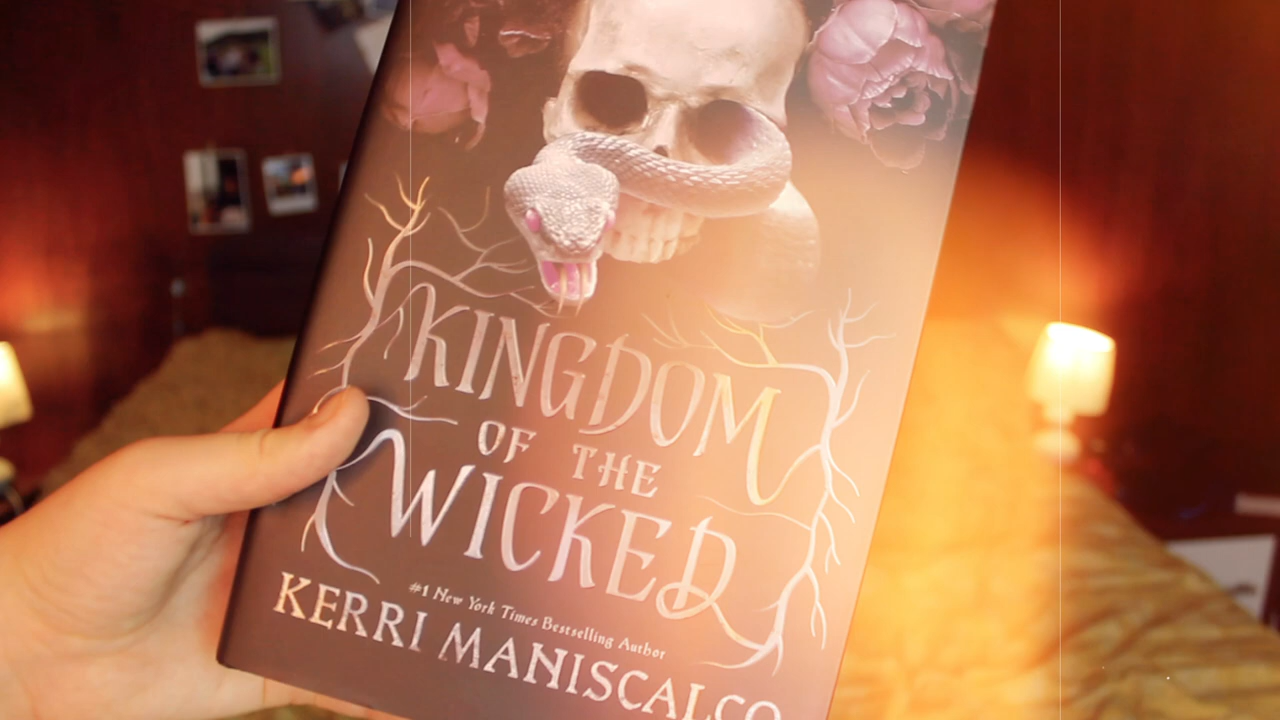 KINGDOM
OF THE
WICKED
#1 New York Times Bestselling Author
KERRI MANISCALCO